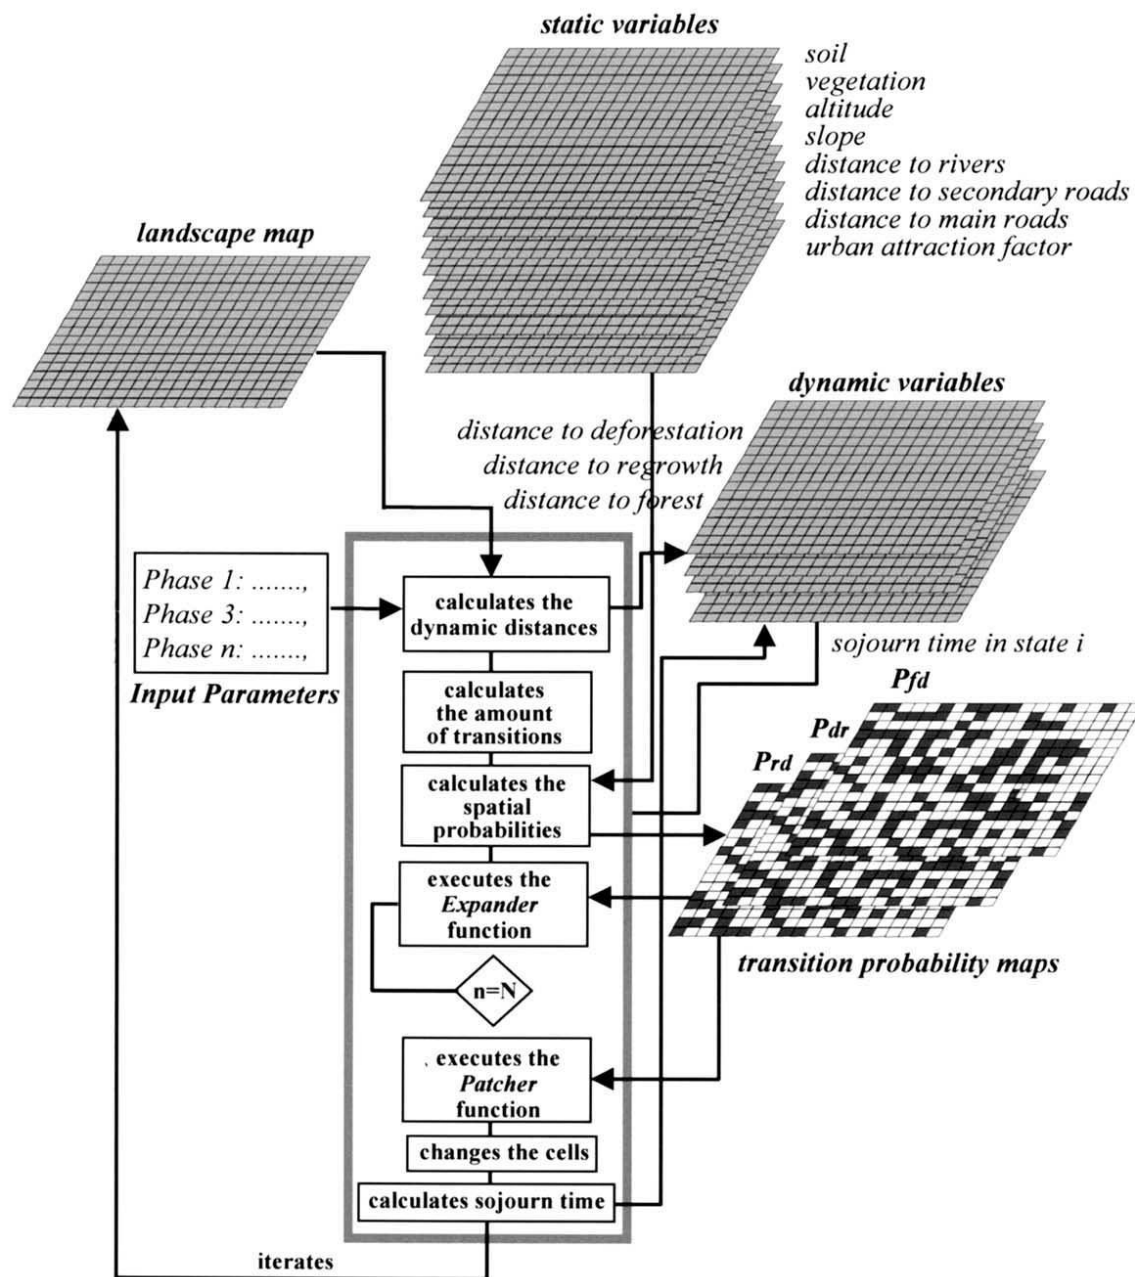 static variables
soil
vegetation
altitude
slope
distance to rivers
distance to secondary roads
distance to main roads
urban attraction factor
landscape map
dynamic variables
distance to deforestation
distance to regrowth
distance to forest
Phase 1: .......,
Phase 3: .......,
Phase n: .......,
Input Parameters
calculates the
dynamic distances
calculates
the amount
of transitions
calculates the
spatial
probabilities
executes the
Expander
function
n=N
executes the
Patcher
function
changes the cells
calculates sojourn time
iterates
sojourn time in state i
Pfd
Pdr
Prd
transition probability maps